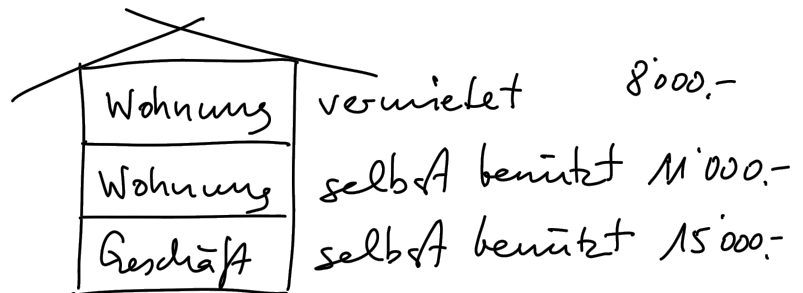 Wohnung vermietet 8'000.-
Wohnung selbst benützt 11'000.-
Geschäft selbst benützt 15'000.-